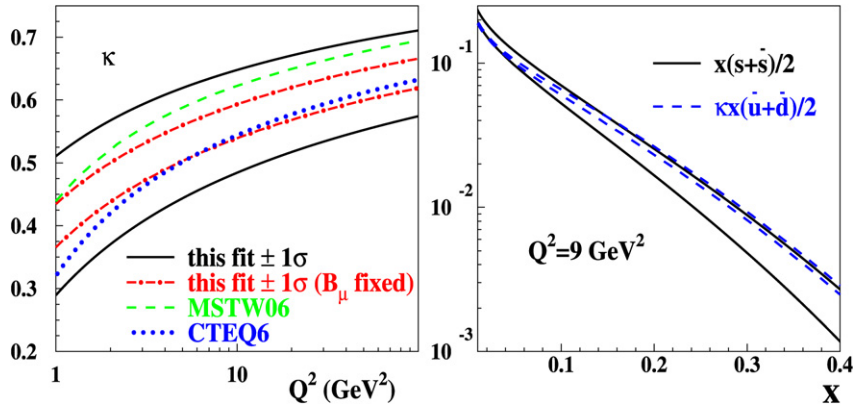 κ
0.7
0.6
0.5
0.4
0.3
0.2
this fit ± 1σ
this fit ± 1σ (B_μ fixed)
MSTW06
CTEQ6
1
10
Q² (GeV²)
10⁻¹
10⁻²
10⁻³
x(s+s̄)/2
κx(ū+d̄)/2
Q²=9 GeV²
0.1
0.2
0.3
0.4
x